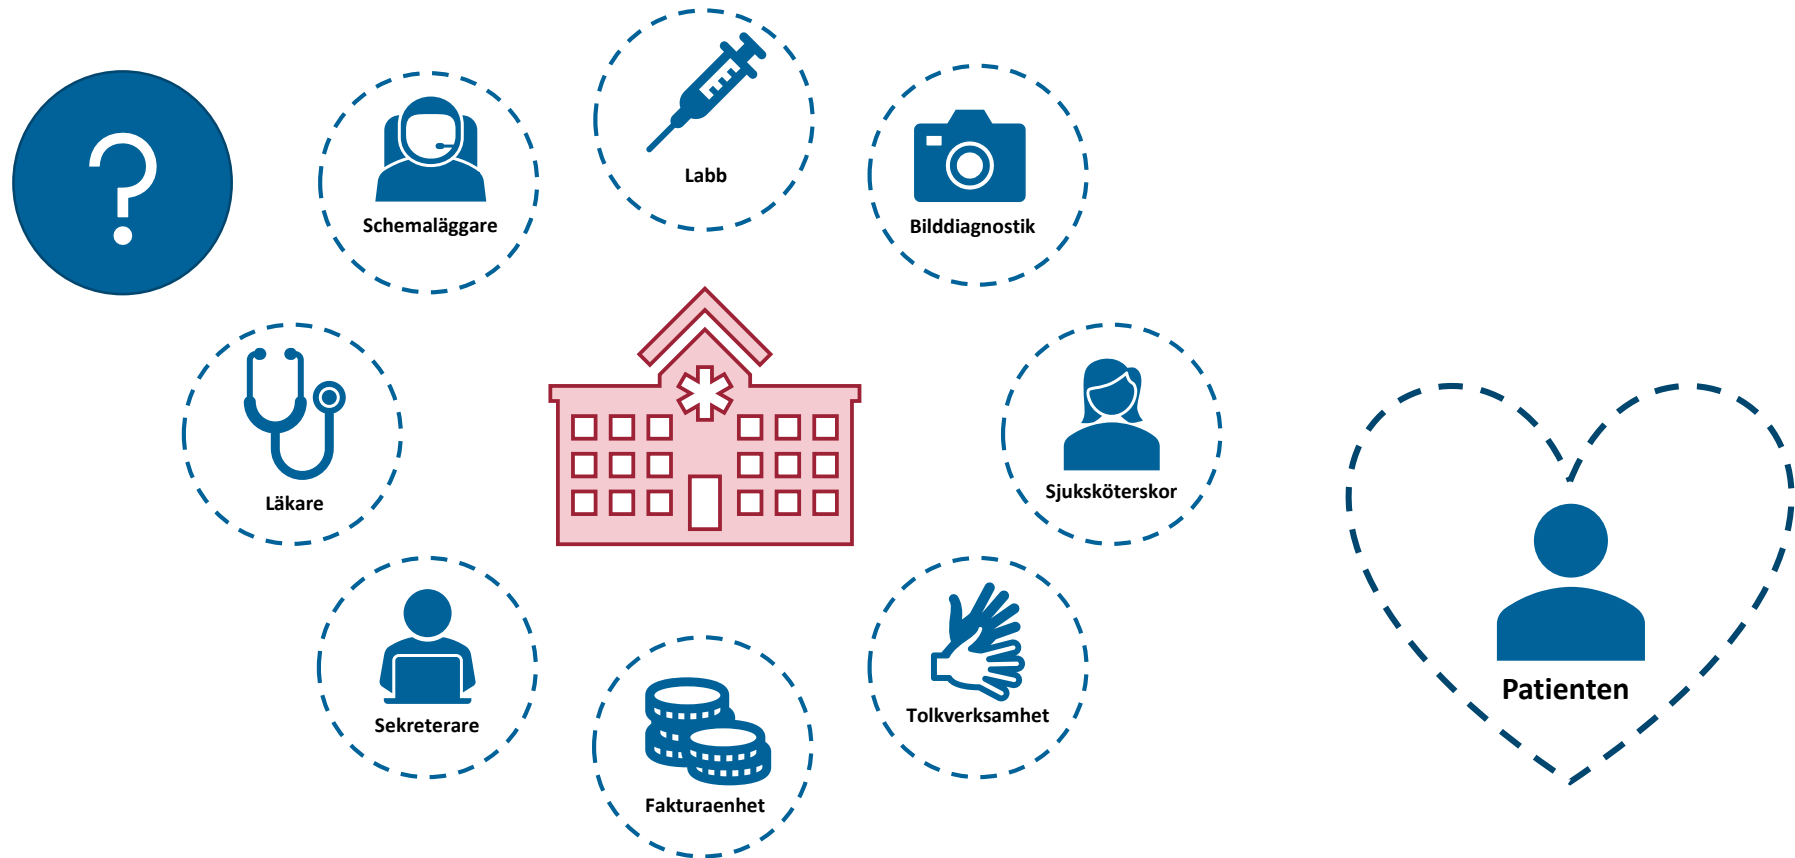 ?
Labb
Schemaläggare
Bilddiagnostik
Läkare
Sjuksköterskor
Sekreterare
Tolkverksamhet
Fakturaenhet
Patienten